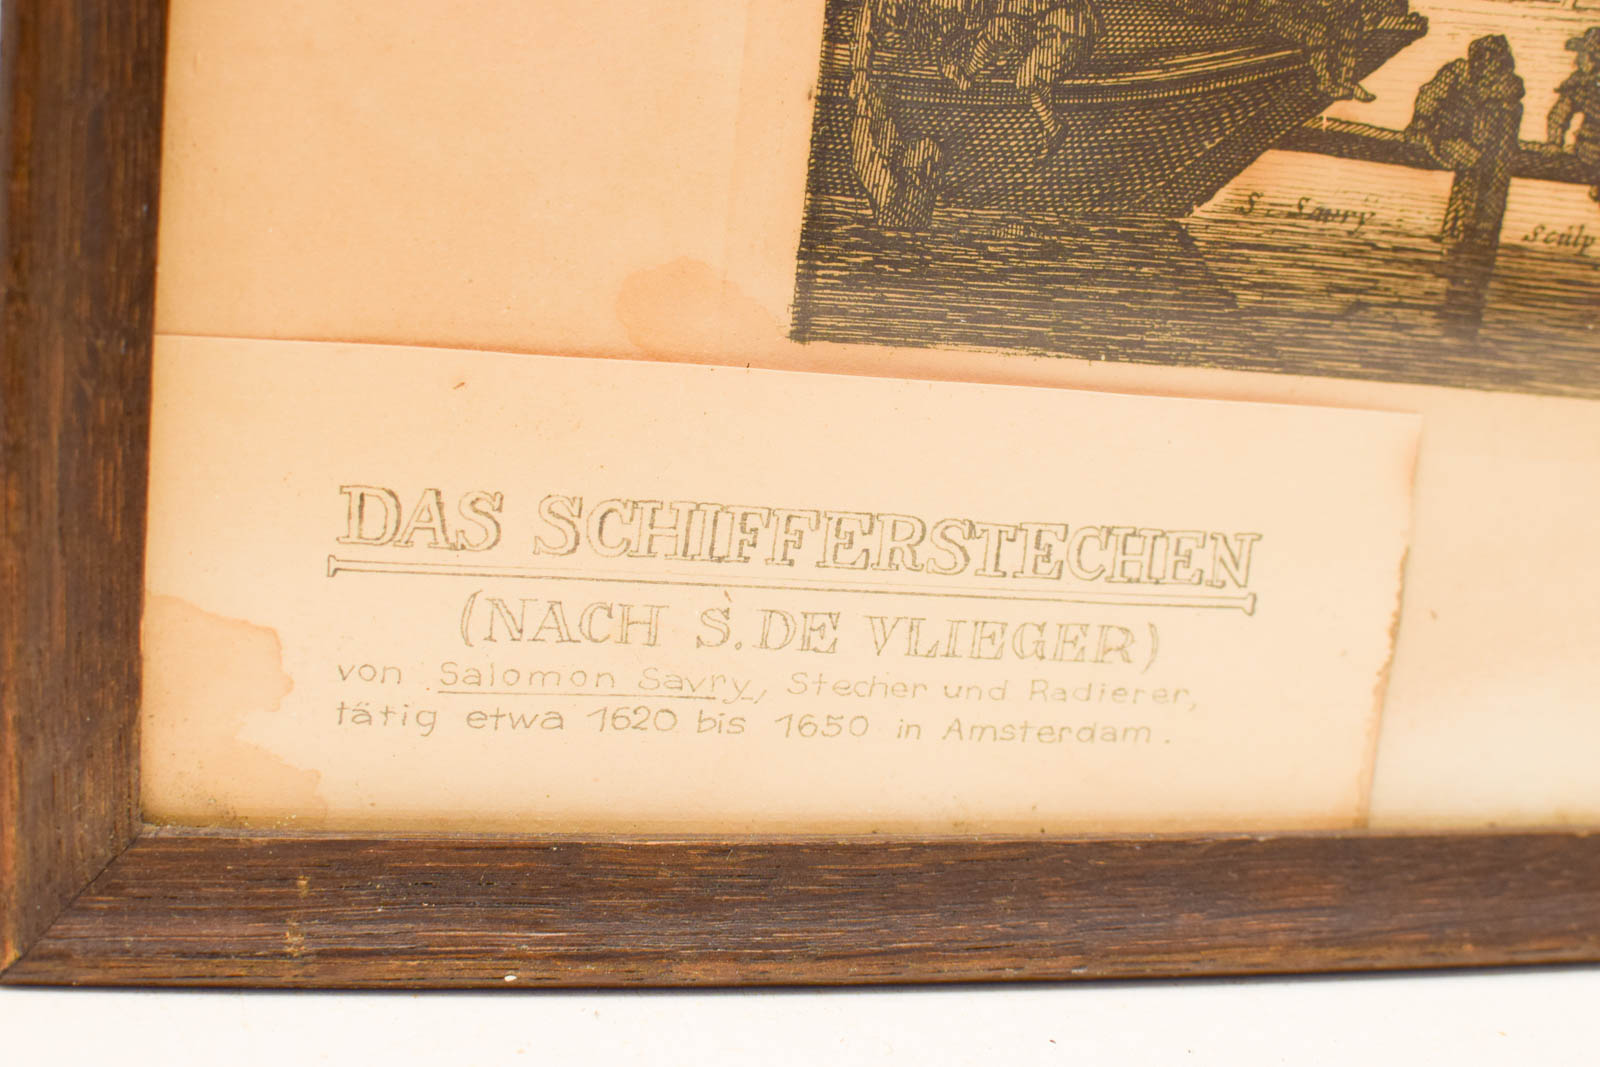 S. Savry
Sculp
DAS SCHIFFERSTECHEN
(NACH S. DE VLIEGER)
von Salomon Savry, Stecher und Radierer,
tätig etwa 1620 bis 1650 in Amsterdam.